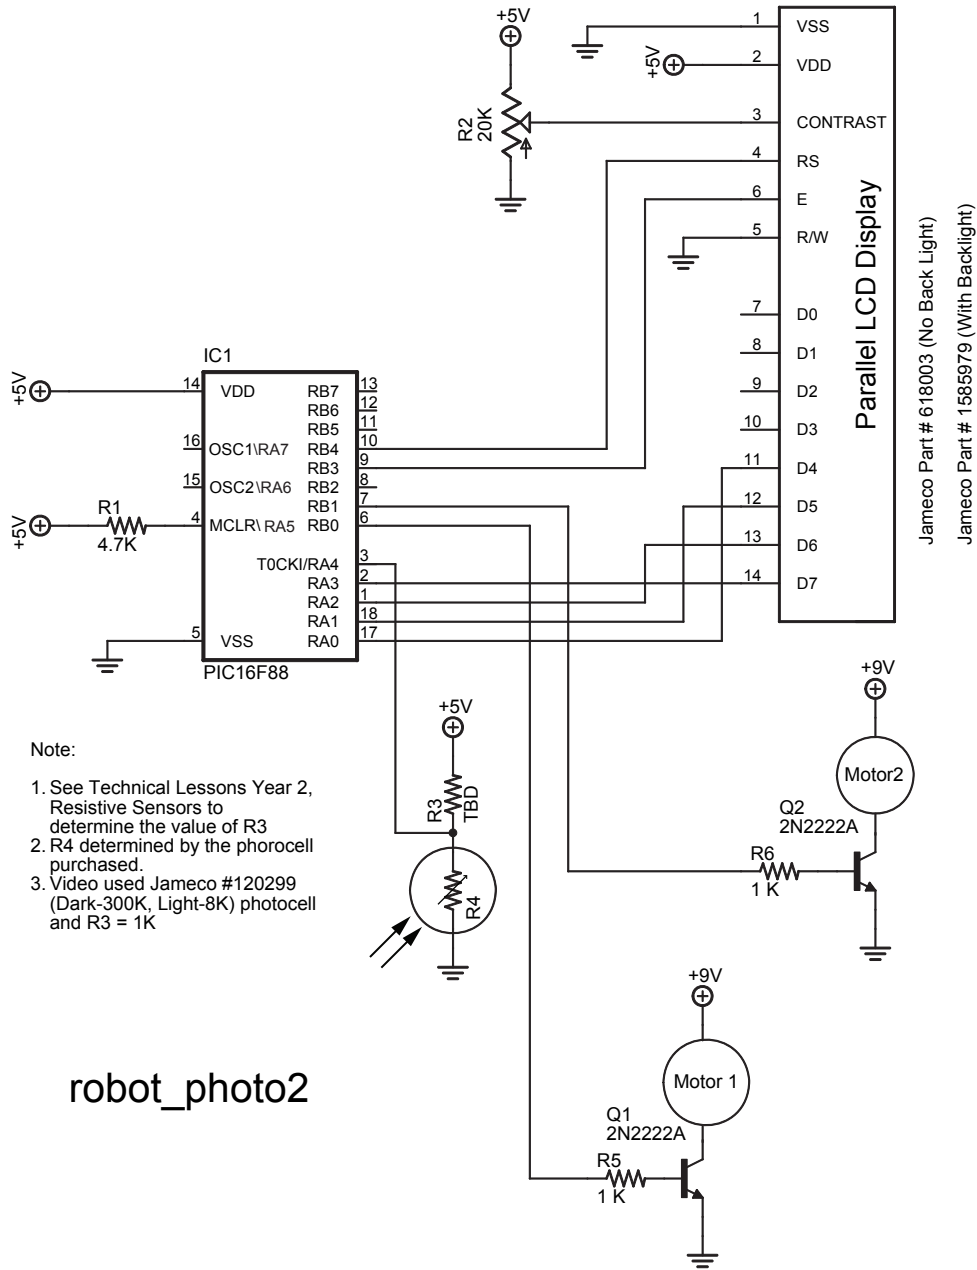 +5V
R2
20K
+5V
1
VSS
2
VDD
3
CONTRAST
4
RS
6
E
5
R/W
7
D0
8
D1
9
D2
10
D3
11
D4
12
D5
13
D6
14
D7
Parallel LCD Display
Jameco Part # 618003 (No Back Light)
Jameco Part # 1585979 (With Backlight)
IC1
+5V
14
VDD
16
OSC1\RA7
15
OSC2\RA6
+5V
R1
4.7K
4
MCLR\ RA5
5
VSS
RB7
13
RB6
12
RB5
11
RB4
10
RB3
9
RB2
8
RB1
7
RB0
6
T0CKI/RA4
3
RA3
2
RA2
1
RA1
18
RA0
17
PIC16F88
+5V
R3
TBD
R4
Note:
1. See Technical Lessons Year 2,
Resistive Sensors to
determine the value of R3
2. R4 determined by the phorocell
purchased.
3. Video used Jameco #120299
(Dark-300K, Light-8K) photocell
and R3 = 1K
+9V
Motor2
Q2
2N2222A
R6
1 K
+9V
Motor 1
Q1
2N2222A
R5
1 K
robot_photo2